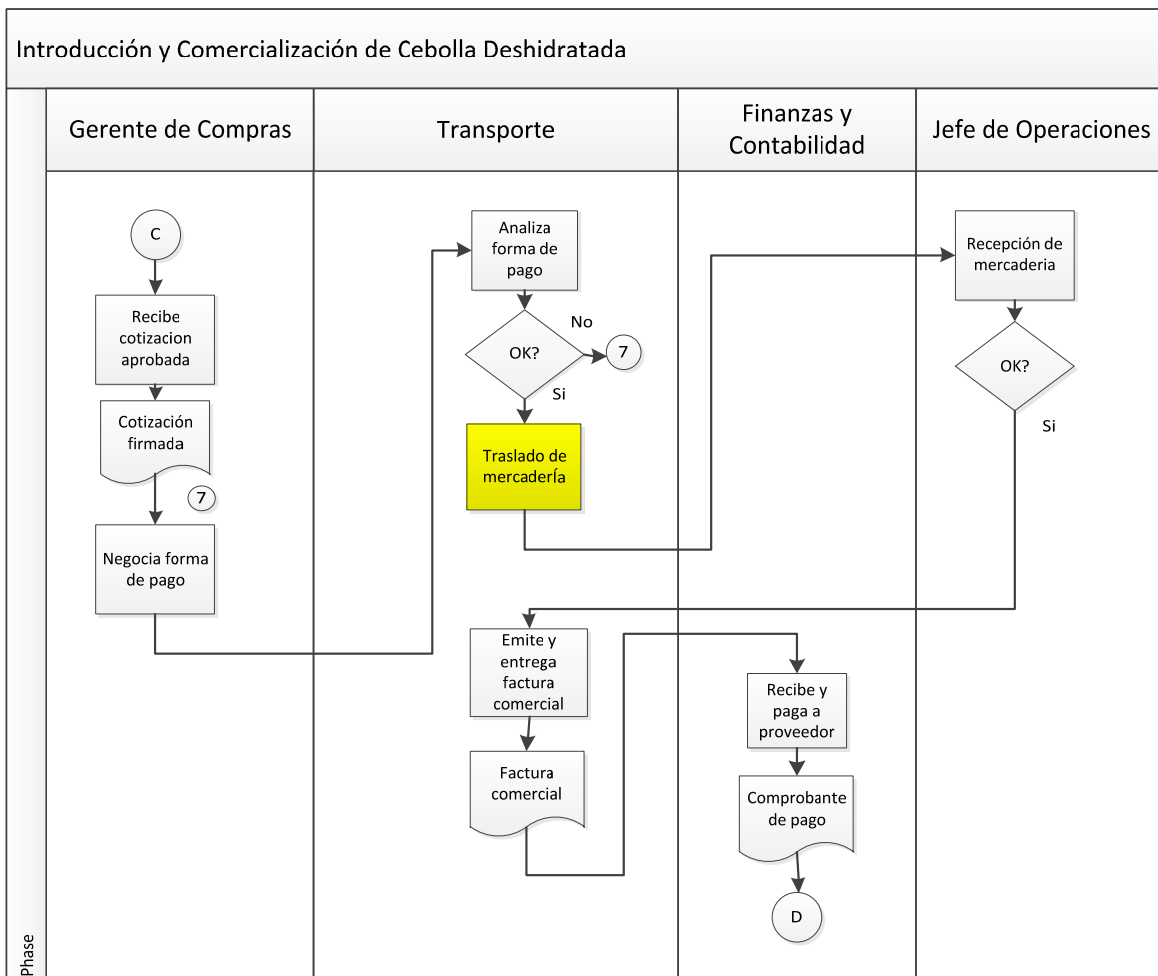 Introducción y Comercialización de Cebolla Deshidratada
Gerente de Compras
Transporte
Finanzas y
Contabilidad
Jefe de Operaciones
C
Recibe
cotizacion
aprobada
Cotización
firmada
7
Negocia forma
de pago
Analiza
forma de
pago
OK?
No
7
Si
Traslado de
mercadería
Recepción de
mercaderia
OK?
Si
Emite y
entrega
factura
comercial
Factura
comercial
Recibe y
paga a
proveedor
Comprobante
de pago
D
Phase